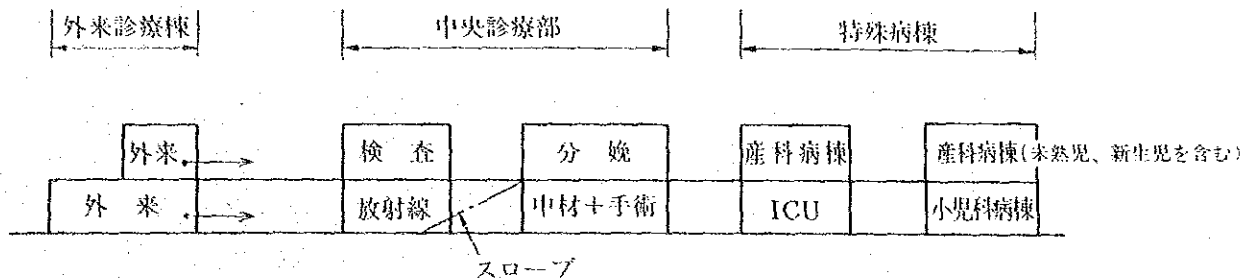 外来診療棟 中央診療部 特殊病棟
外来 検査 分娩 産科病棟 産科病棟(未熟児、新生児を含む)
外来 放射線 中材+手術 ICU 小児科病棟
スロープ